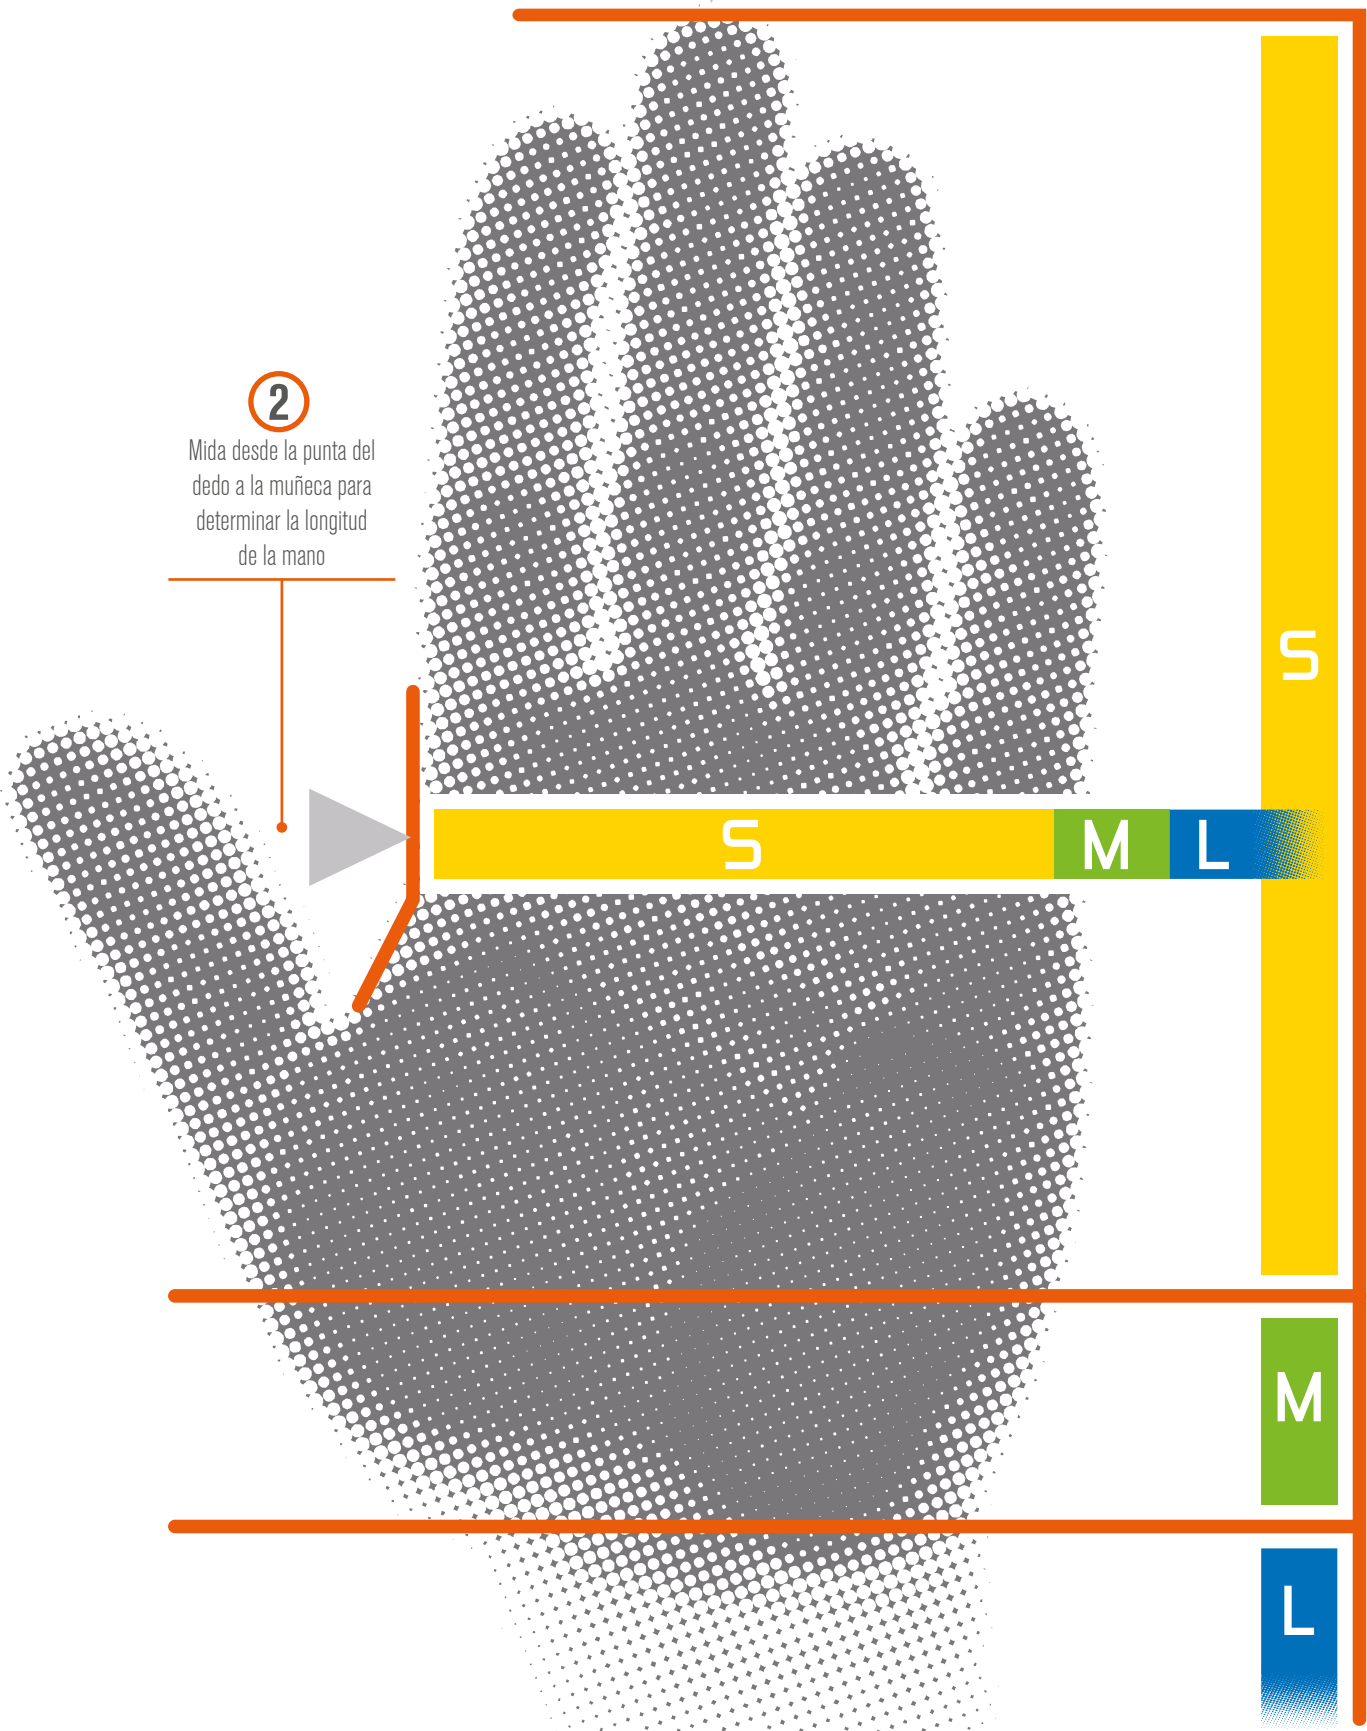 2
Mida desde la punta del
dedo a la muñeca para
determinar la longitud
de la mano
S
S M L
M
L